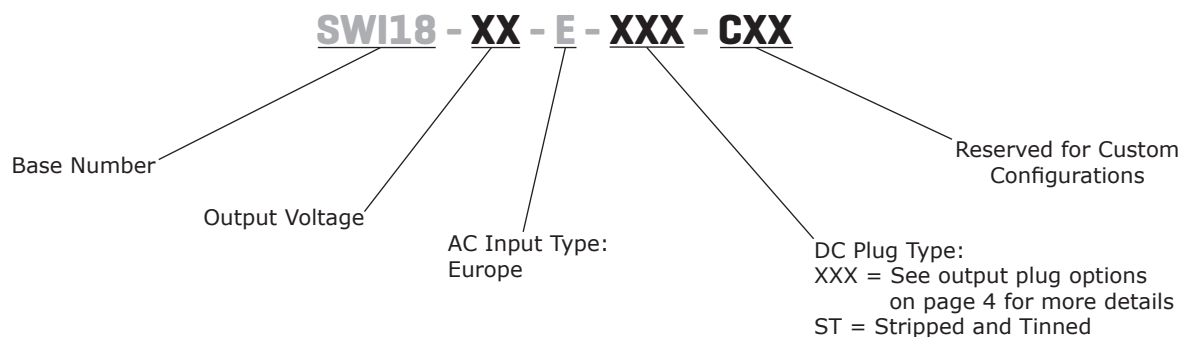 SWI18 - XX - E - XXX - CXX
Base Number
Output Voltage
AC Input Type:
Europe
DC Plug Type:
XXX = See output plug options
on page 4 for more details
ST = Stripped and Tinned
Reserved for Custom
Configurations